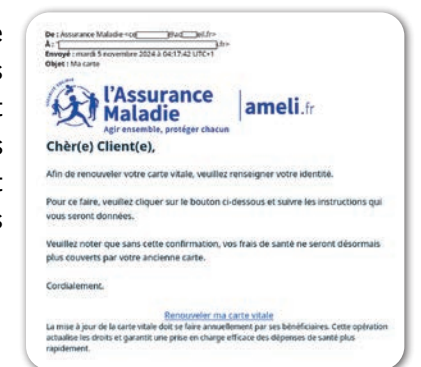 De : Assurance Maladie <ce
À :
Envoyé : mardi 5 novembre 2024 à 04:17:42 UTC+1
Objet : Ma carte
l'Assurance
Maladie
Agir ensemble, protéger chacun
ameli.fr
Chèr(e) Client(e),
Afin de renouveler votre carte vitale, veuillez renseigner votre identité.
Pour ce faire, veuillez cliquer sur le bouton ci-dessous et suivre les instructions qui
vous seront données.
Veuillez noter que sans cette confirmation, vos frais de santé ne seront désormais
plus couverts par votre ancienne carte.
Cordialement.
Renouveler ma carte vitale
La mise à jour de la carte vitale doit se faire annuellement par ses bénéficiaires. Cette opération
actualise les droits et garantit une prise en charge efficace des dépenses de santé plus
rapidement.